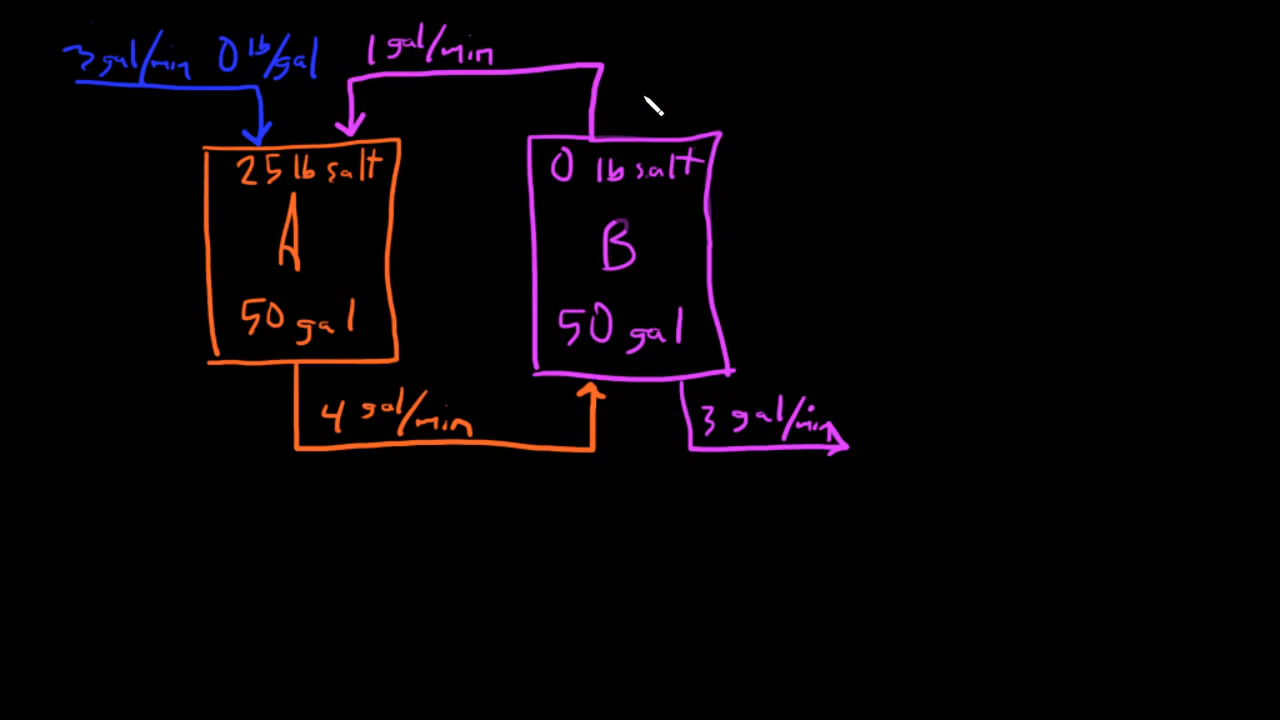 3 gal/min 0 lb/gal
1 gal/min
25 lb salt
A
50 gal
0 lb salt
B
50 gal
4 gal/min
3 gal/min